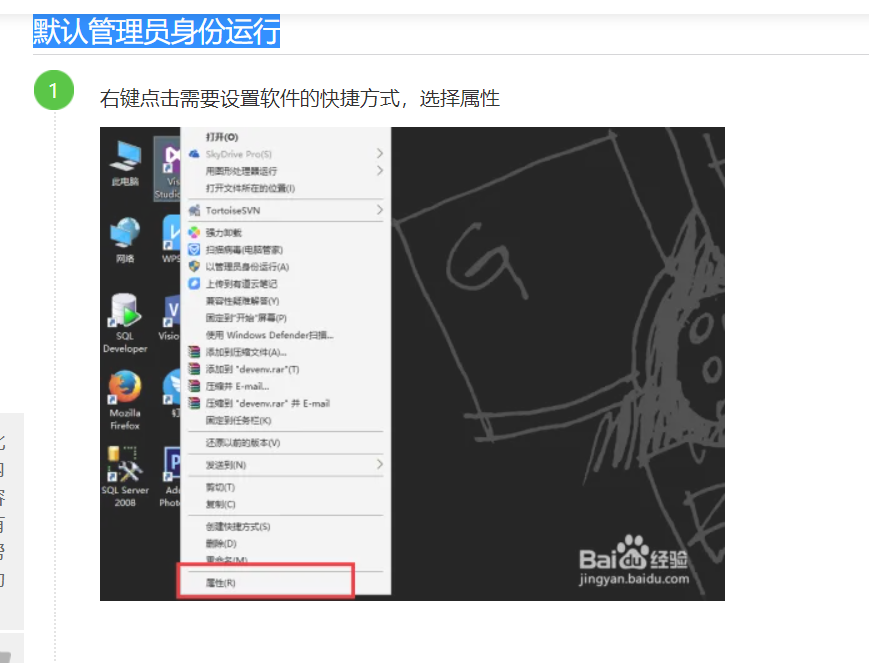 默认管理员身份运行
1
右键点击需要设置软件的快捷方式，选择属性
打开(O)
SkyDrive Pro(S)
用图形处理器运行
打开文件所在的位置(I)
TortoiseSVN
强力卸载
扫描病毒(电脑管家)
以管理员身份运行(A)
上传到有道云笔记
兼容性疑难解答(Y)
固定到"开始"屏幕(P)
使用 Windows Defender扫描...
添加到压缩文件(A)...
添加到 "devenv.rar"(T)
压缩并 E-mail...
压缩到 "devenv.rar" 并 E-mail
固定到任务栏(K)
还原以前的版本(V)
发送到(N)
剪切(T)
复制(C)
创建快捷方式(S)
删除(D)
重命名(M)
属性(R)
此电脑
Vis
Studio
网络
WPS
SQL
Developer
Visio
Mozilla
Firefox
钉
SQL Server
2008
Ado
Photo
G
Baidu经验
jingyan.baidu.com